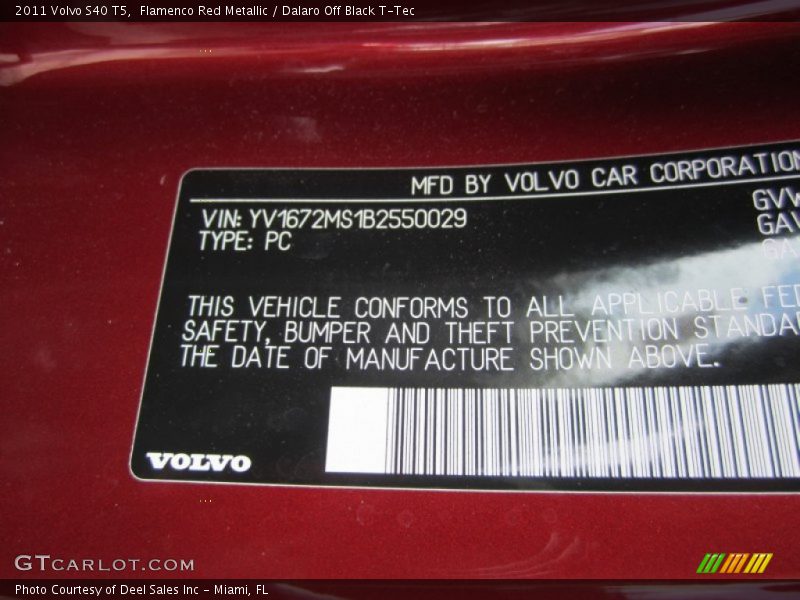 2011 Volvo S40 T5, Flamenco Red Metallic / Dalaro Off Black T-Tec
MFD BY VOLVO CAR CORPORATION
VIN: YV1672MS1B2550029
TYPE: PC
THIS VEHICLE CONFORMS TO ALL APPLICABLE
SAFETY, BUMPER AND THEFT PREVENTION
THE DATE OF MANUFACTURE SHOWN ABOVE.
VOLVO
GTCARLOT.COM
Photo Courtesy of Deel Sales Inc - Miami, FL